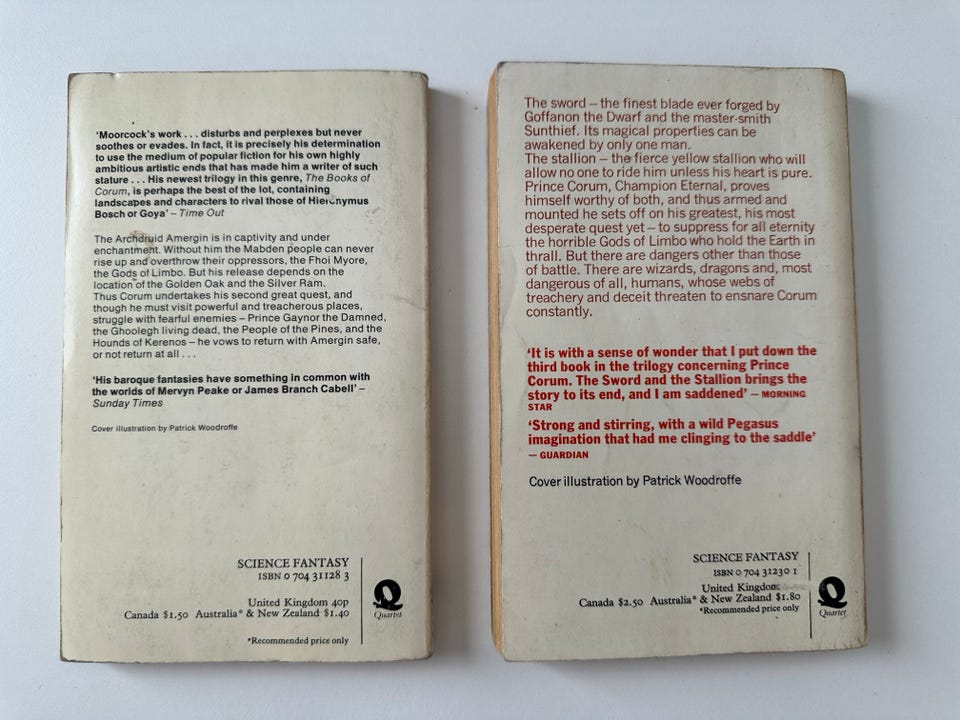 'Moorcock's work . . . disturbs and perplexes but never
soothes or evades. In fact, it is precisely his determination
to use the medium of popular fiction for his own highly
ambitious artistic ends that has made him a writer of such
stature . . . His newest trilogy in this genre, The Books of
Corum, is perhaps the best of the lot, containing
landscapes and characters to rival those of Hieronymus
Bosch or Goya' – Time Out
The Archdruid Amergin is in captivity and under
enchantment. Without him the Mabden people can never
rise up and overthrow their oppressors, the Fhoi Myore,
the Gods of Limbo. But his release depends on the
location of the Golden Oak and the Silver Ram.
Thus Corum undertakes his second great quest, and
though he must visit powerful and treacherous places,
struggle with fearful enemies – Prince Gaynor the Damned,
the Ghoolegh living dead, the People of the Pines, and the
Hounds of Kerenos – he vows to return with Amergin safe,
or not return at all . . .
'His baroque fantasies have something in common with
the worlds of Mervyn Peake or James Branch Cabell' –
Sunday Times
Cover illustration by Patrick Woodroffe
SCIENCE FANTASY
ISBN 0 704 31128 3
United Kingdom 40p
Canada $1.50 Australia* & New Zealand $1.40
*Recommended price only
Quartet
The sword – the finest blade ever forged by
Goffanon the Dwarf and the master-smith
Sunthief. Its magical properties can be
awakened by only one man.
The stallion – the fierce yellow stallion who will
allow no one to ride him unless his heart is pure.
Prince Corum, Champion Eternal, proves
himself worthy of both, and thus armed and
mounted he sets off on his greatest, his most
desperate quest yet – to suppress for all eternity
the horrible Gods of Limbo who hold the Earth in
thrall. But there are dangers other than those
of battle. There are wizards, dragons and, most
dangerous of all, humans, whose webs of
treachery and deceit threaten to ensnare Corum
constantly.
'It is with a sense of wonder that I put down the
third book in the trilogy concerning Prince
Corum. The Sword and the Stallion brings the
story to its end, and I am saddened' – MORNING
STAR
'Strong and stirring, with a wild Pegasus
imagination that had me clinging to the saddle'
– GUARDIAN
Cover illustration by Patrick Woodroffe
SCIENCE FANTASY
ISBN 0 704 31230 1
United Kingdom
Canada $2.50 Australia* & New Zealand $1.80
*Recommended price only
Quartet